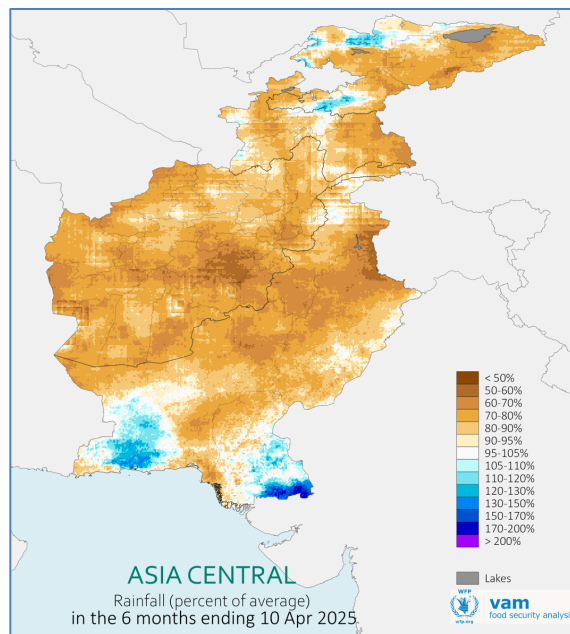 < 50%
50-60%
60-70%
70-80%
80-90%
90-95%
95-105%
105-110%
110-120%
120-130%
130-150%
150-170%
170-200%
> 200%
Lakes
WFP
wfp.org
vam
food security analysis
ASIA CENTRAL
Rainfall (percent of average)
in the 6 months ending 10 Apr 2025